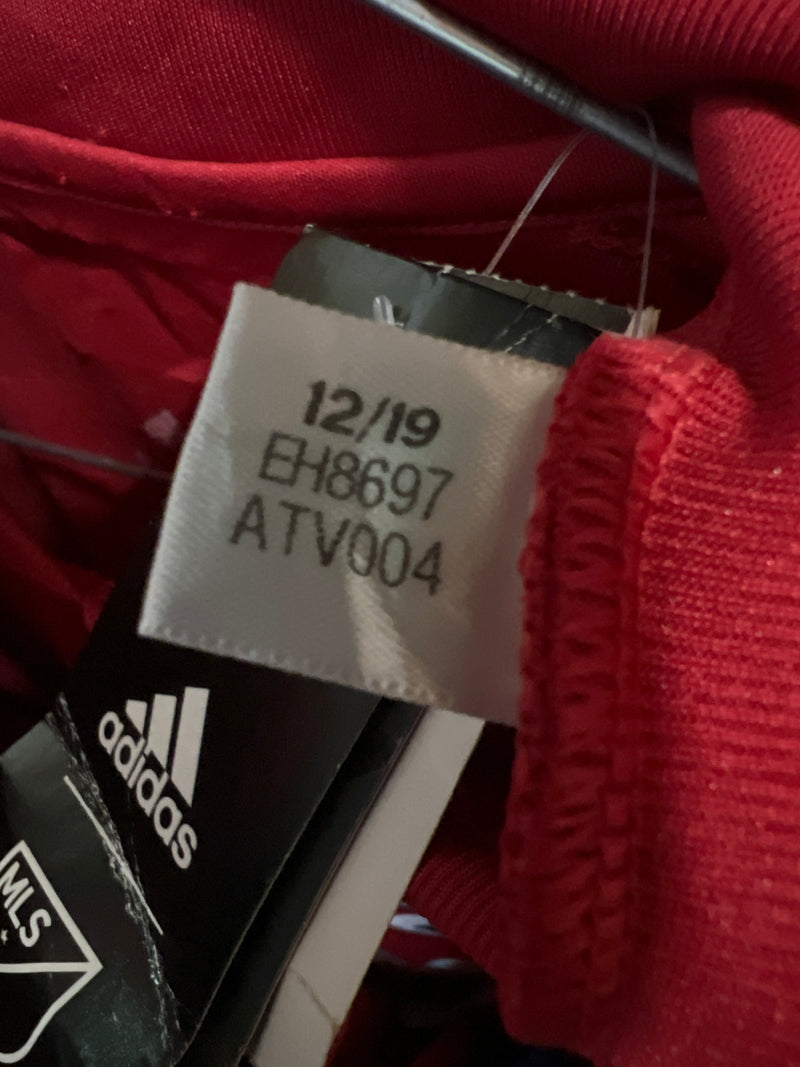 12/19
EH8697
ATV004
adidas
MLS